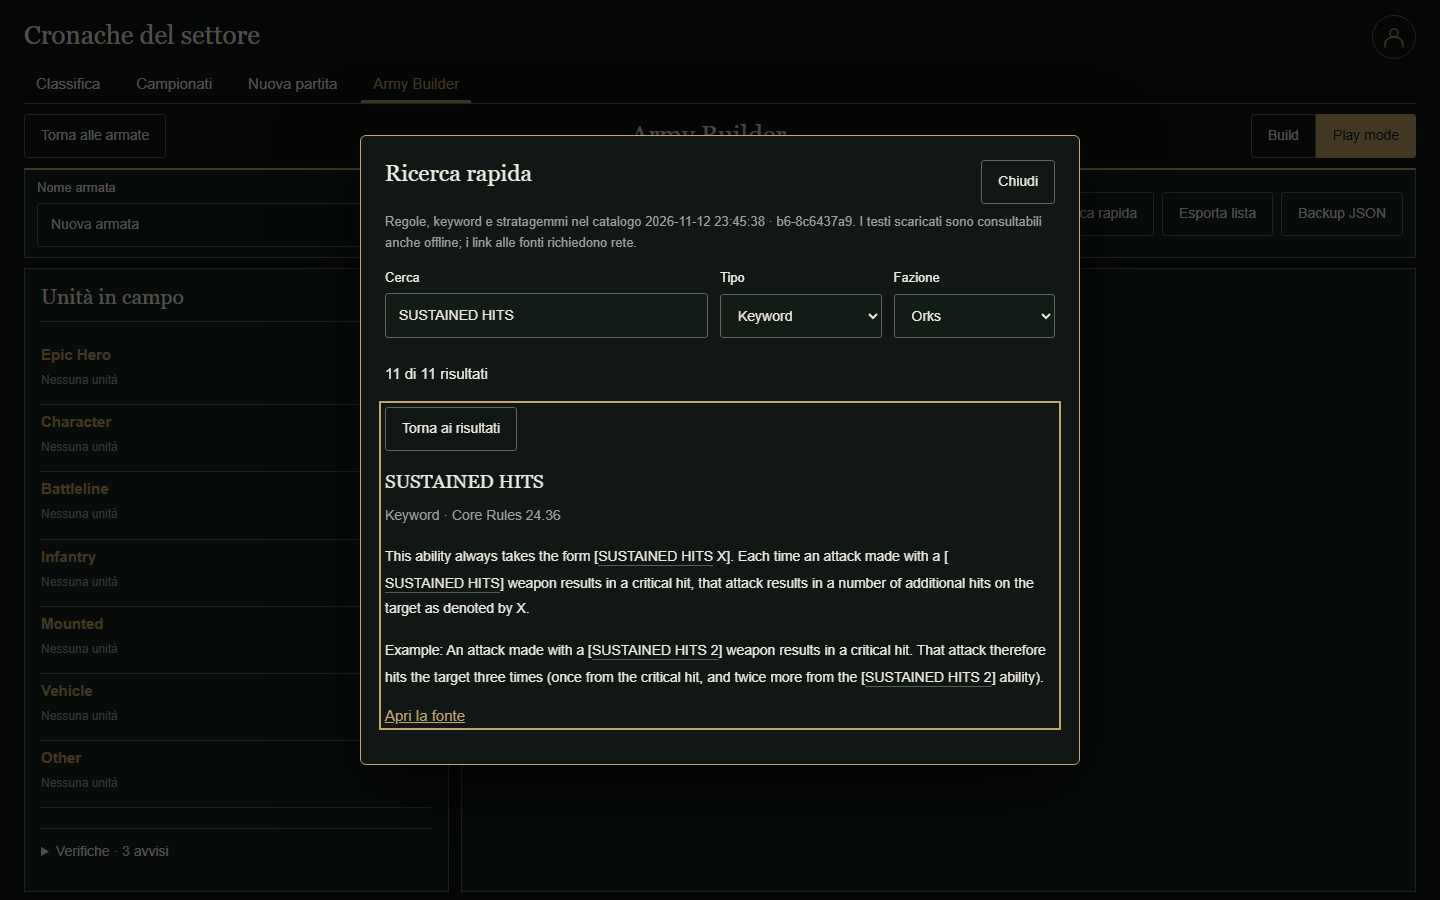 Cronache del settore
Classifica
Campionati
Nuova partita
Army Builder
Torna alle armate
Army Builder
Build
Play mode
Nome armata
Nuova armata
ca rapida
Esporta lista
Backup JSON
Unità in campo
Epic Hero
Nessuna unità
Character
Nessuna unità
Battleline
Nessuna unità
Infantry
Nessuna unità
Mounted
Nessuna unità
Vehicle
Nessuna unità
Other
Nessuna unità
Verifiche · 3 avvisi
Ricerca rapida
Chiudi
Regole, keyword e stratagemmi nel catalogo 2026-11-12 23:45:38 · b6-8c6437a9. I testi scaricati sono consultabili
anche offline; i link alle fonti richiedono rete.
Cerca
Tipo
Fazione
SUSTAINED HITS
Keyword
Orks
11 di 11 risultati
Torna ai risultati
SUSTAINED HITS
Keyword · Core Rules 24.36
This ability always takes the form [SUSTAINED HITS X]. Each time an attack made with a [
SUSTAINED HITS] weapon results in a critical hit, that attack results in a number of additional hits on the
target as denoted by X.
Example: An attack made with a [SUSTAINED HITS 2] weapon results in a critical hit. That attack therefore
hits the target three times (once from the critical hit, and twice more from the [SUSTAINED HITS 2] ability).
Apri la fonte